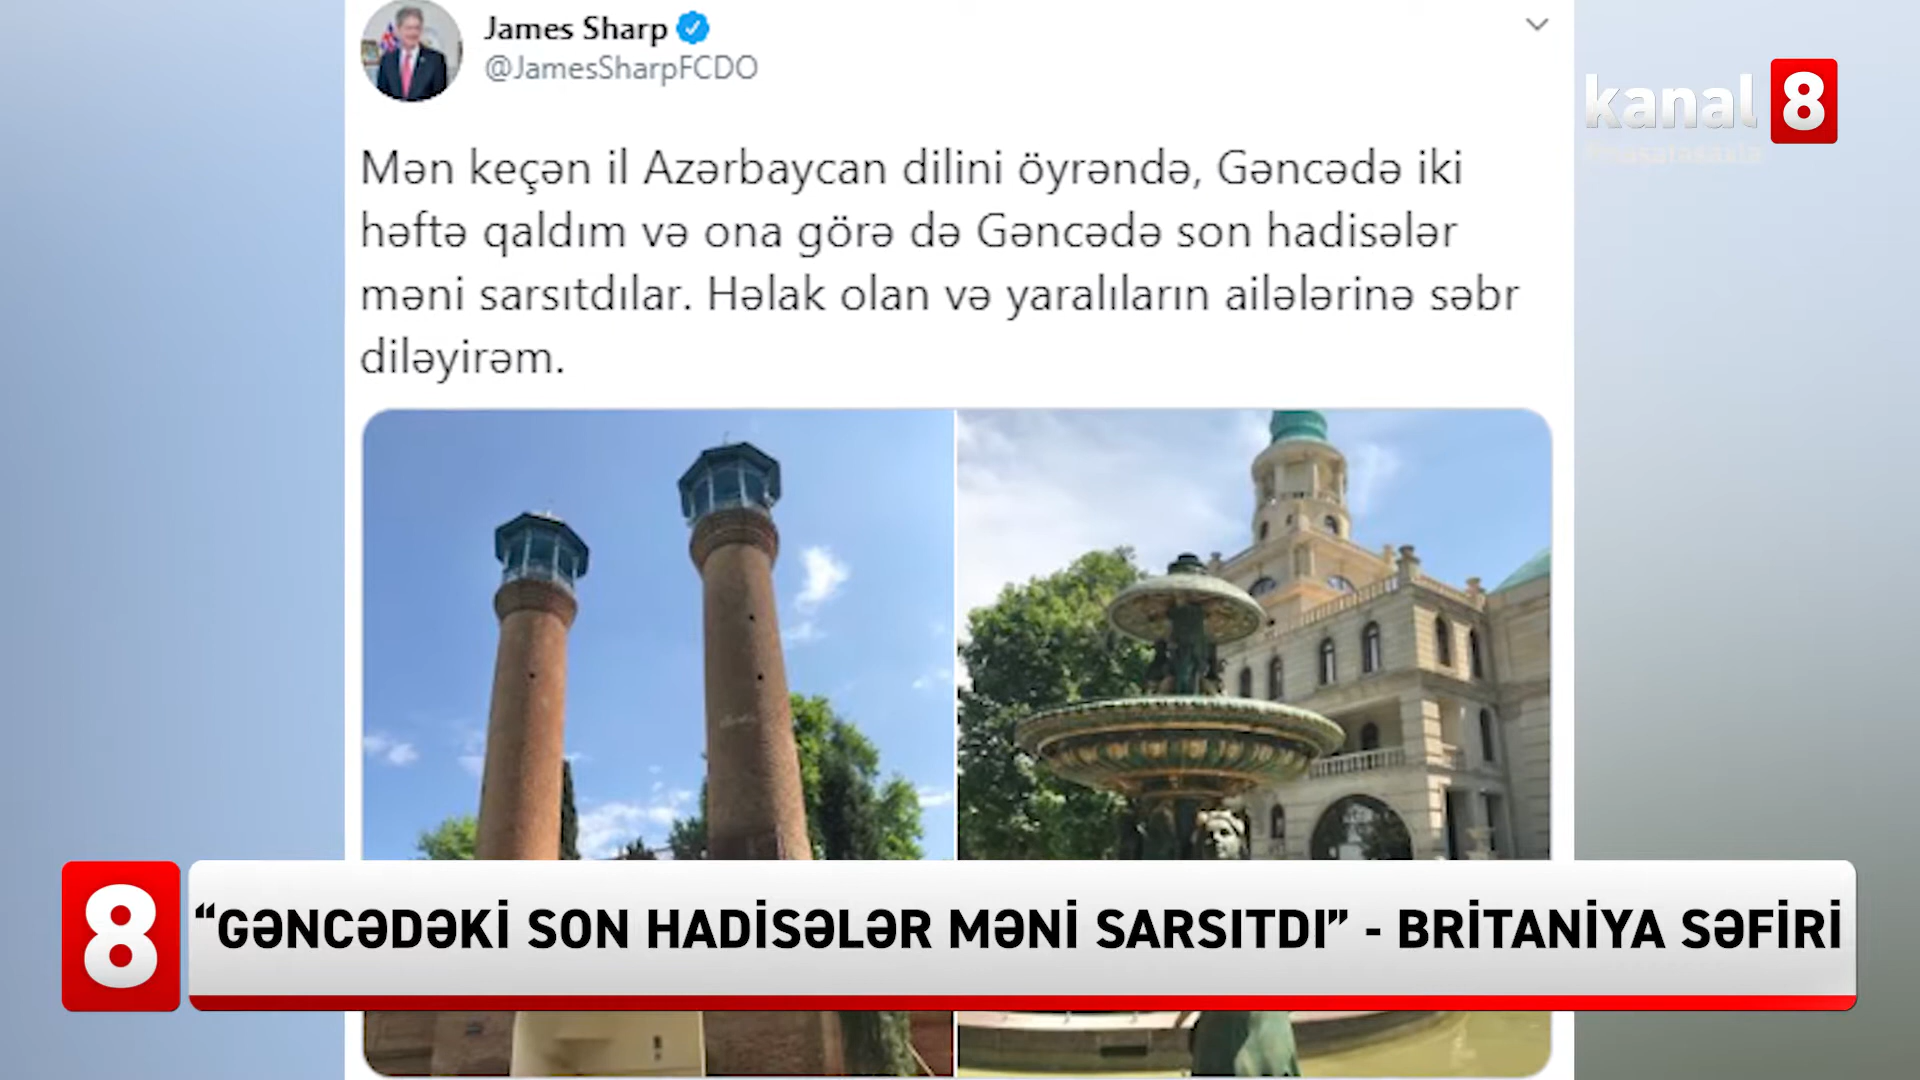 James Sharp
@JamesSharpFCDO
kanal 8
Mən keçən il Azərbaycan dilini öyrəndə, Gəncədə iki
həftə qaldım və ona görə də Gəncədə son hadisələr
məni sarsıtdılar. Həlak olan və yaralıların ailələrinə səbr
diləyirəm.
8 “GƏNCƏDƏKİ SON HADİSƏLƏR MƏNİ SARSITDI” - BRİTANİYA SƏFİRİ